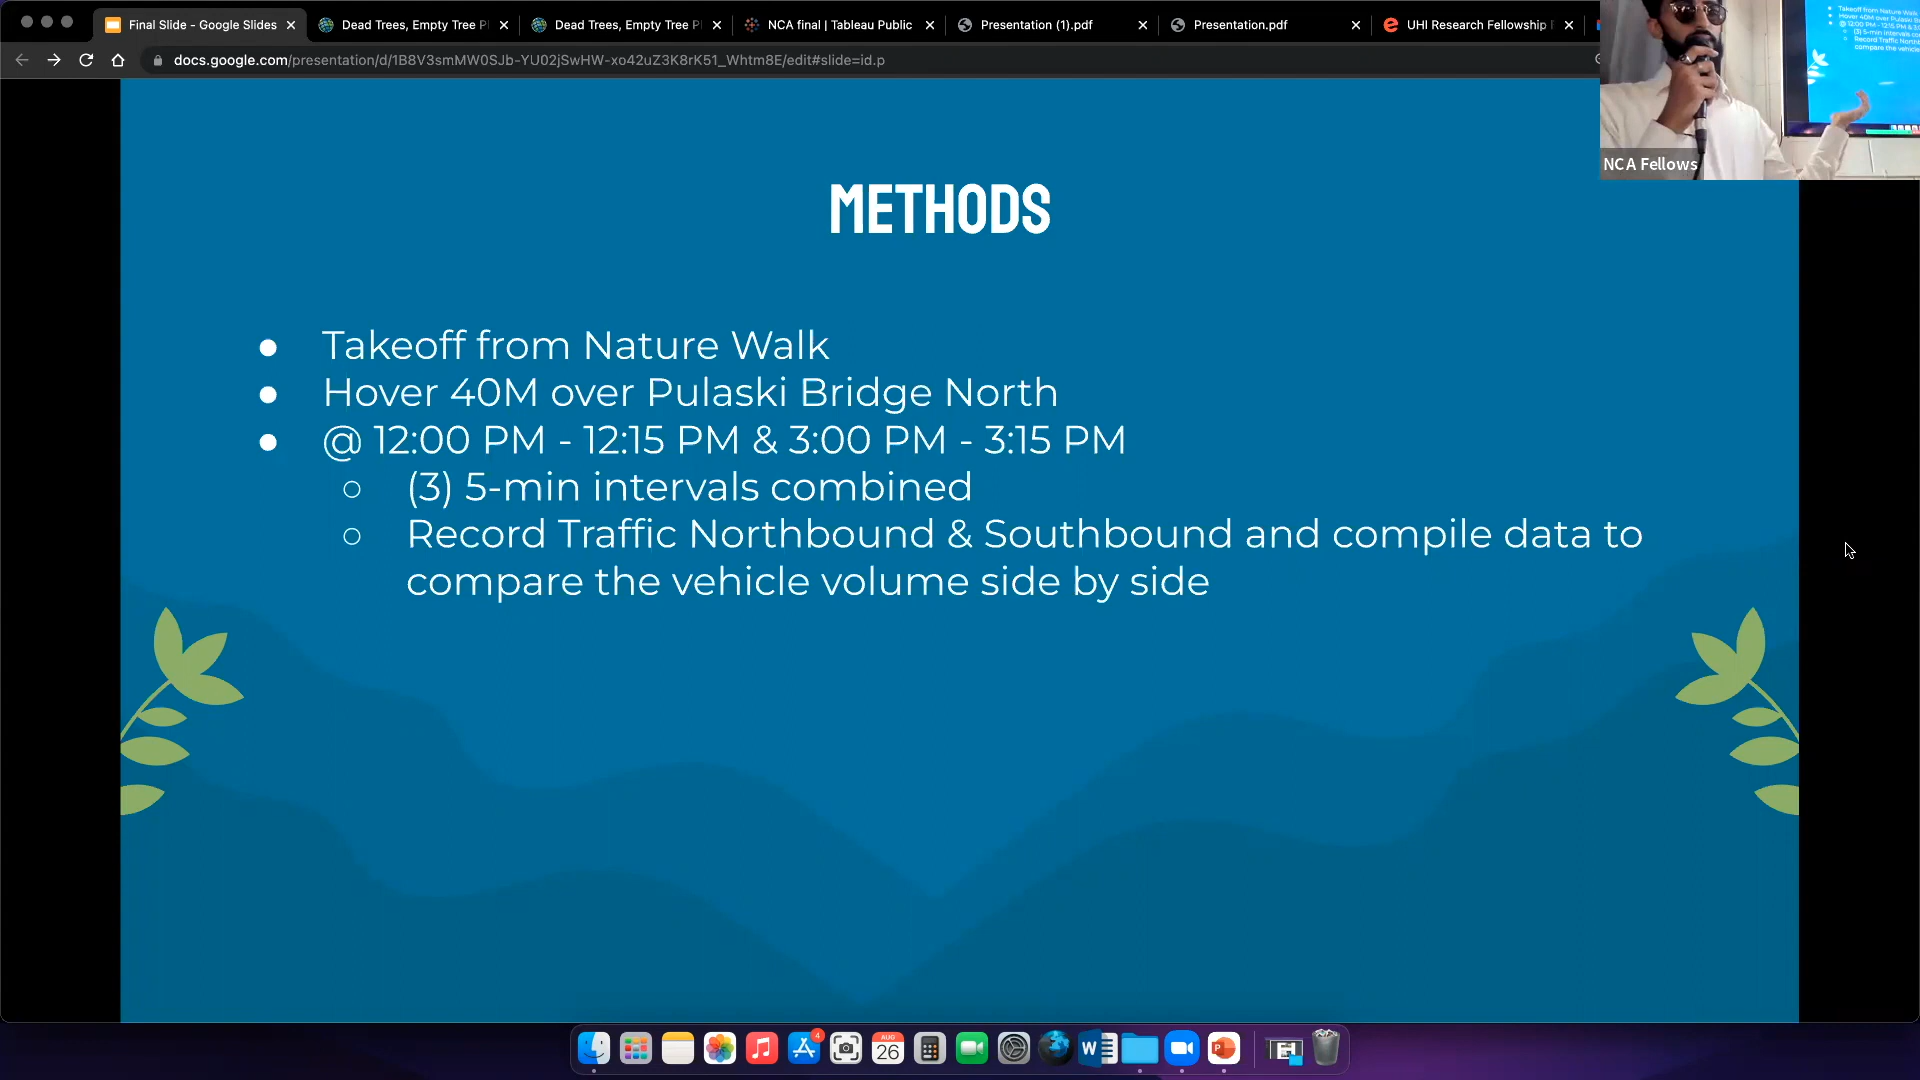 Final Slide - Google Slides
Dead Trees, Empty Tree P
Dead Trees, Empty Tree P
NCA final | Tableau Public
Presentation (1).pdf
Presentation.pdf
UHI Research Fellowship
docs.google.com/presentation/d/1B8V3smMW0SJb-YU02jSwHW-xo42uZ3K8rK51_Whtm8E/edit#slide=id.p
NCA Fellows
METHODS
● Takeoff from Nature Walk
● Hover 40M over Pulaski Bridge North
● @ 12:00 PM - 12:15 PM & 3:00 PM - 3:15 PM
○ (3) 5-min intervals combined
○ Record Traffic Northbound & Southbound and compile data to
compare the vehicle volume side by side
4
AUG
26
W
P